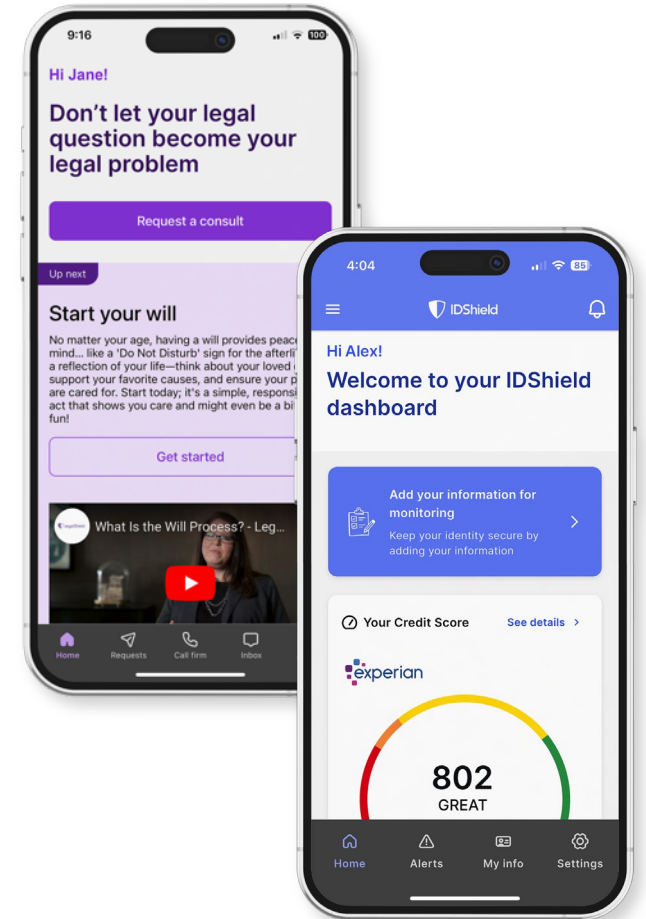 9:16
100
Hi Jane!
Don’t let your legal
question become your
legal problem
Request a consult
Up next
Start your will
No matter your age, having a will provides peace
mind... like a 'Do Not Disturb' sign for the
a reflection of your life—think about your loved
support your favorite causes, and ensure your
are cared for. Start today; it's a simple,
act that shows you care and might even be a
fun!
Get started
LegalShield
What Is the Will Process? - Leg...
Home
Requests
Call firm
Inbox
4:04
85
IDShield
Hi Alex!
Welcome to your IDShield
dashboard
Add your information for
monitoring
Keep your identity secure by
adding your information
Your Credit Score
See details
experian
802
GREAT
Home
Alerts
My info
Settings